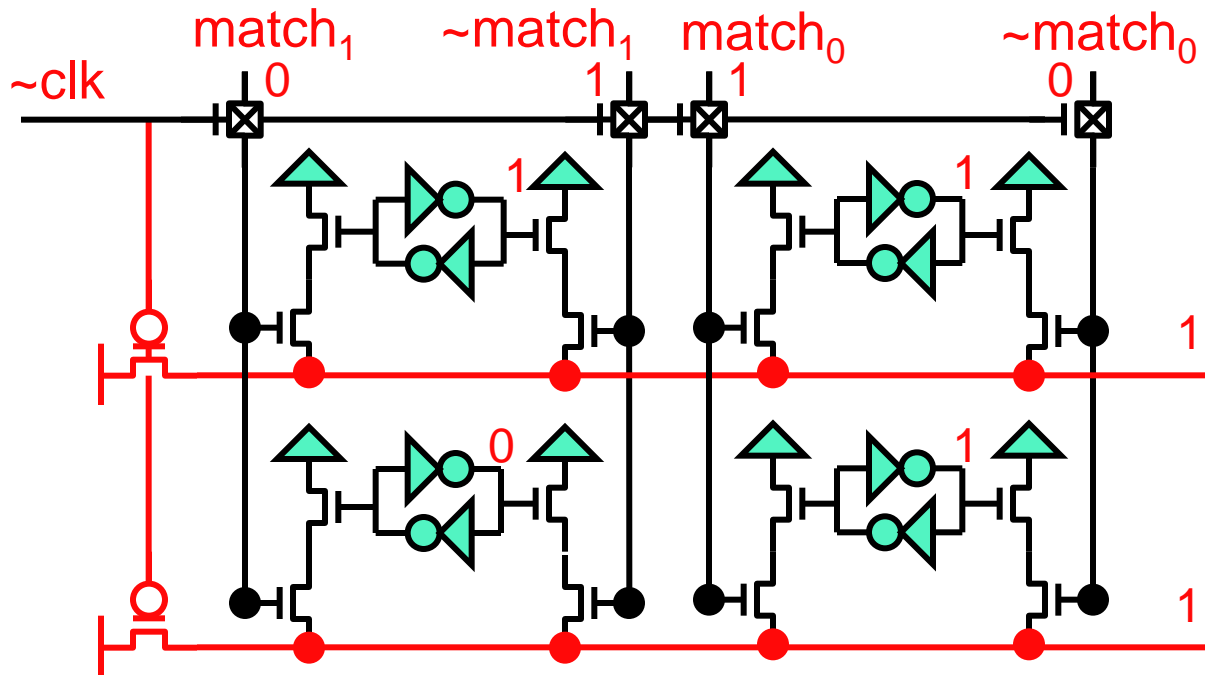 match₁ ~match₁ match₀ ~match₀
~clk 0 1 1 0
1 1
1
0 1
1